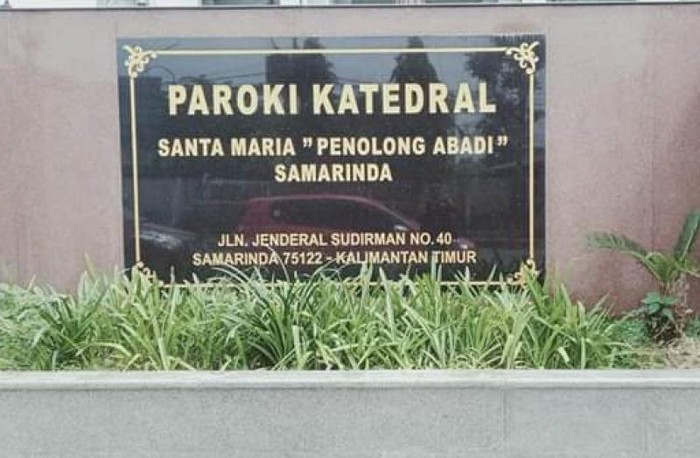 PAROKI KATEDRAL
SANTA MARIA "PENOLONG ABADI"
SAMARINDA
JLN. JENDERAL SUDIRMAN NO. 40
SAMARINDA 75122 - KALIMANTAN TIMUR